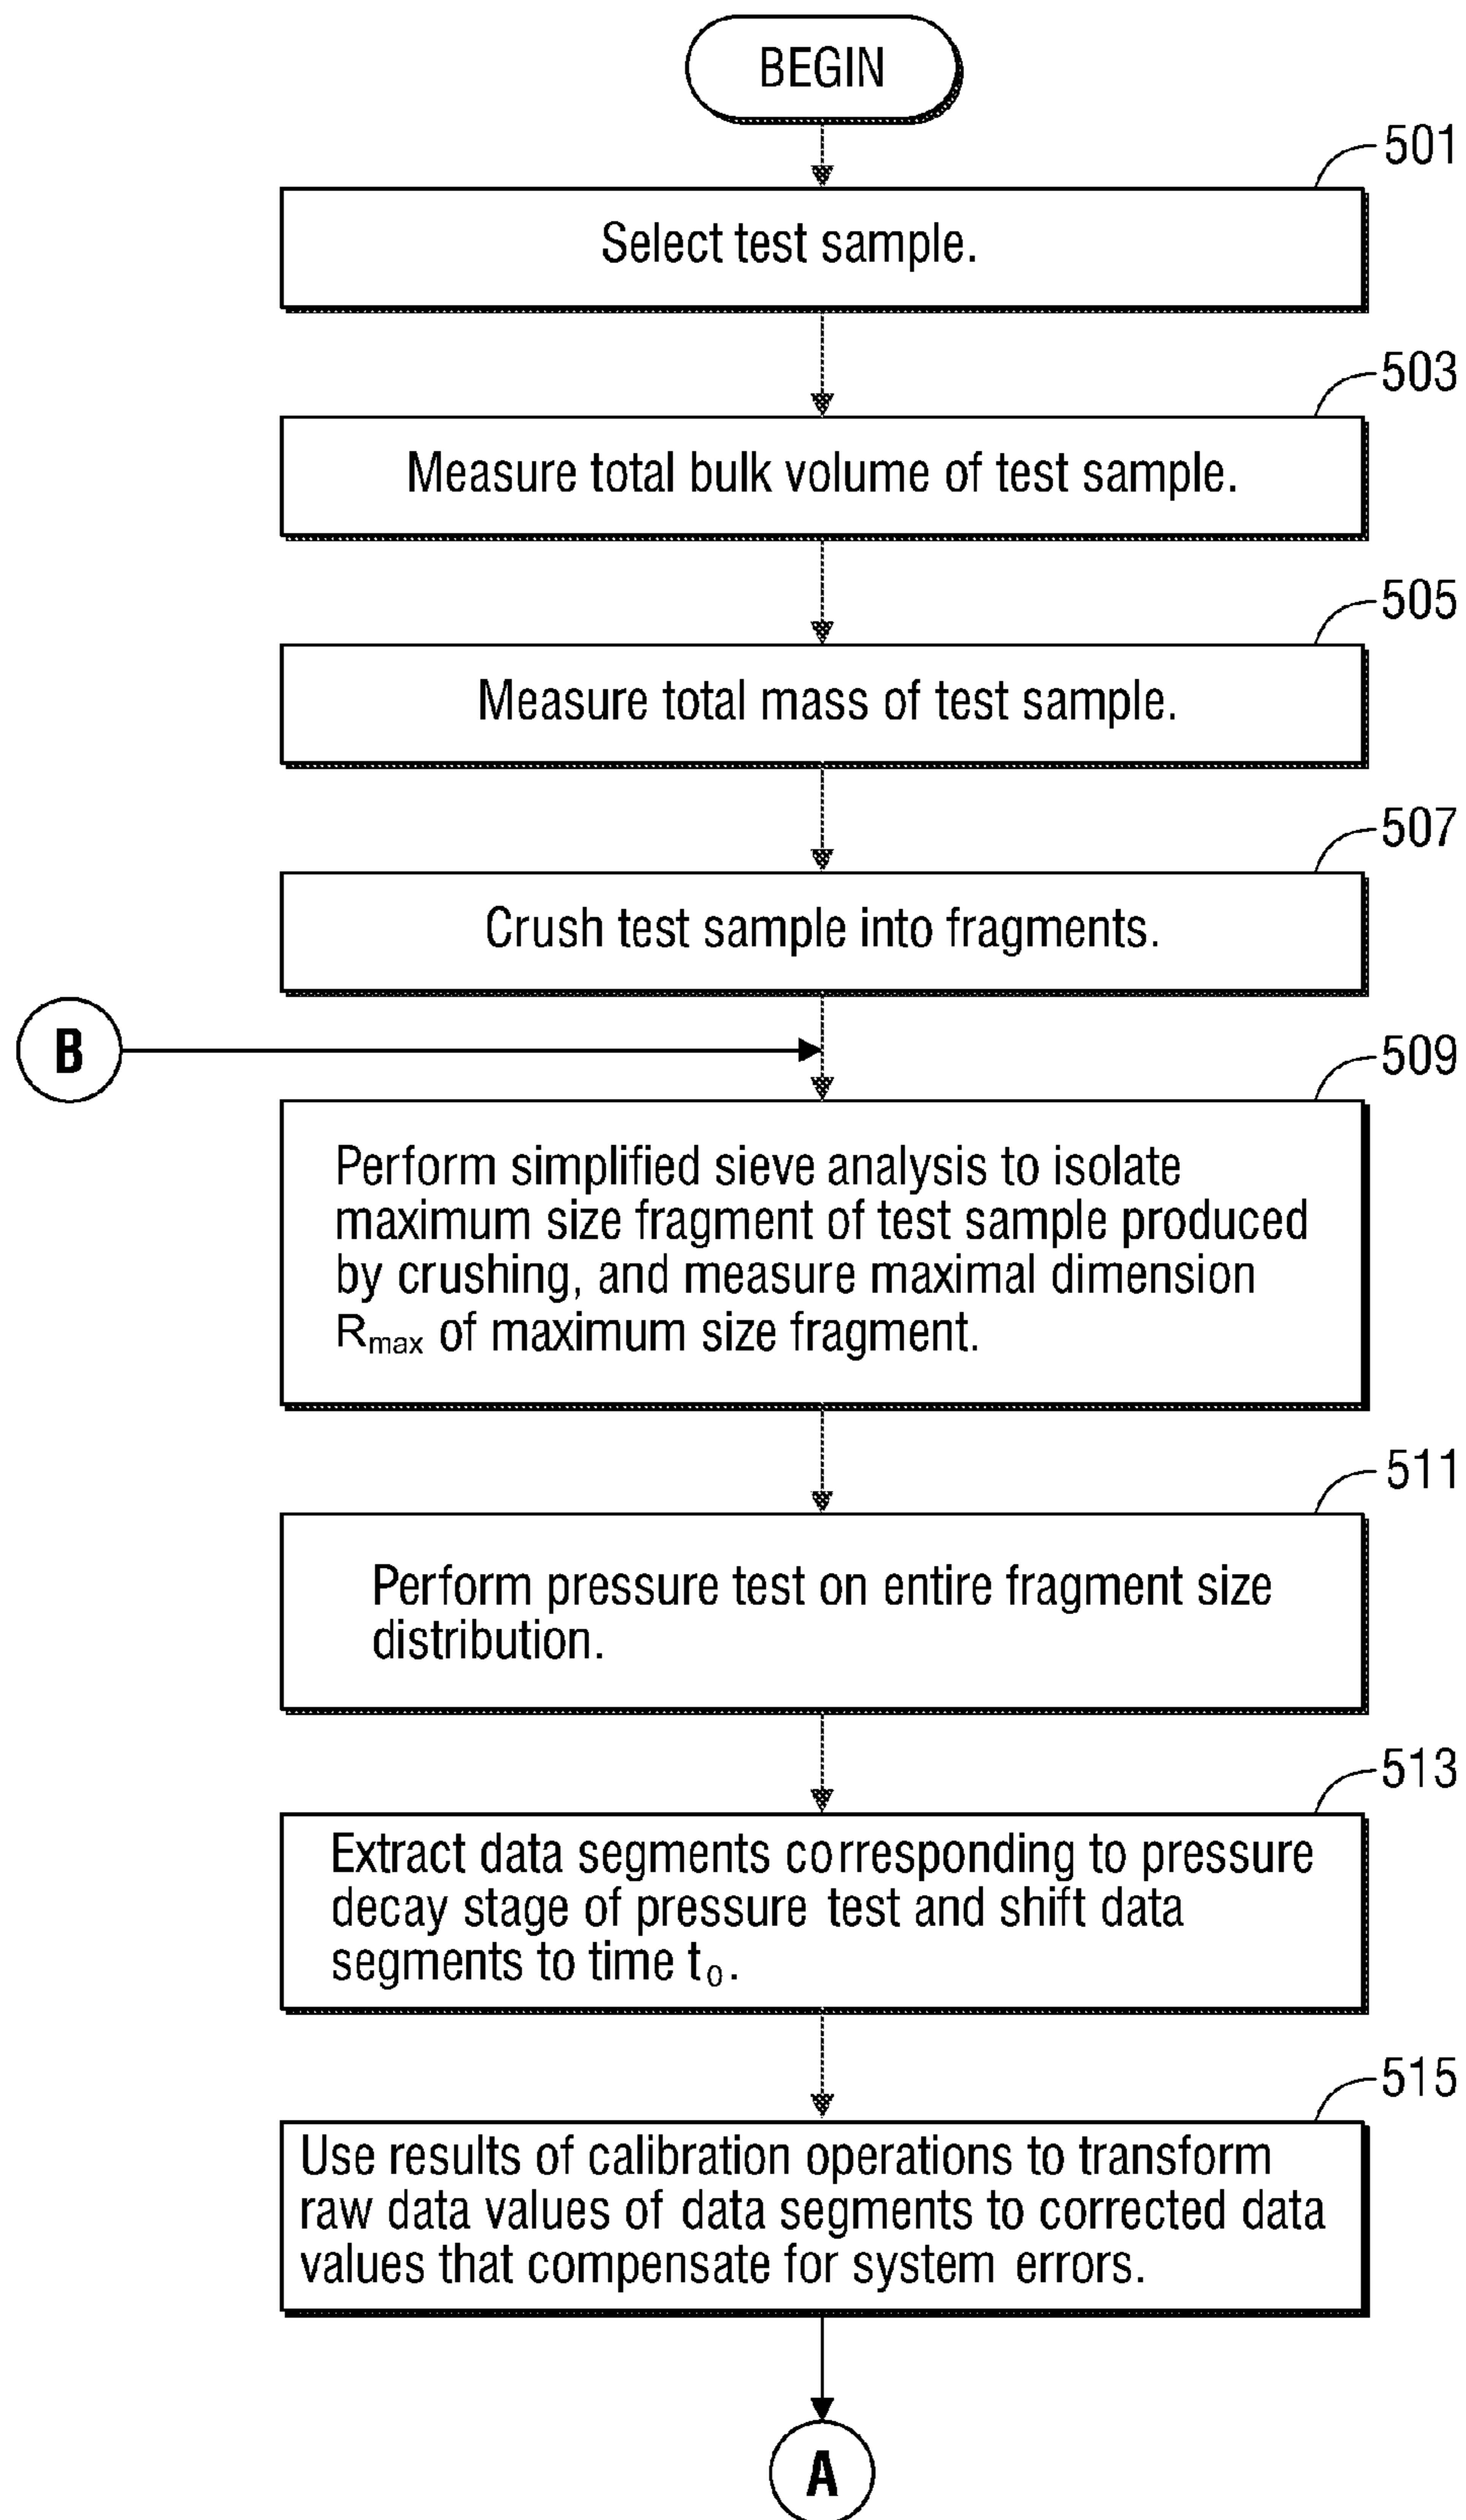 BEGIN
501
Select test sample.
503
Measure total bulk volume of test sample.
505
Measure total mass of test sample.
507
Crush test sample into fragments.
B
509
Perform simplified sieve analysis to isolate
maximum size fragment of test sample produced
by crushing, and measure maximal dimension
Rmax of maximum size fragment.
511
Perform pressure test on entire fragment size
distribution.
513
Extract data segments corresponding to pressure
decay stage of pressure test and shift data
segments to time t0.
515
Use results of calibration operations to transform
raw data values of data segments to corrected data
values that compensate for system errors.
A